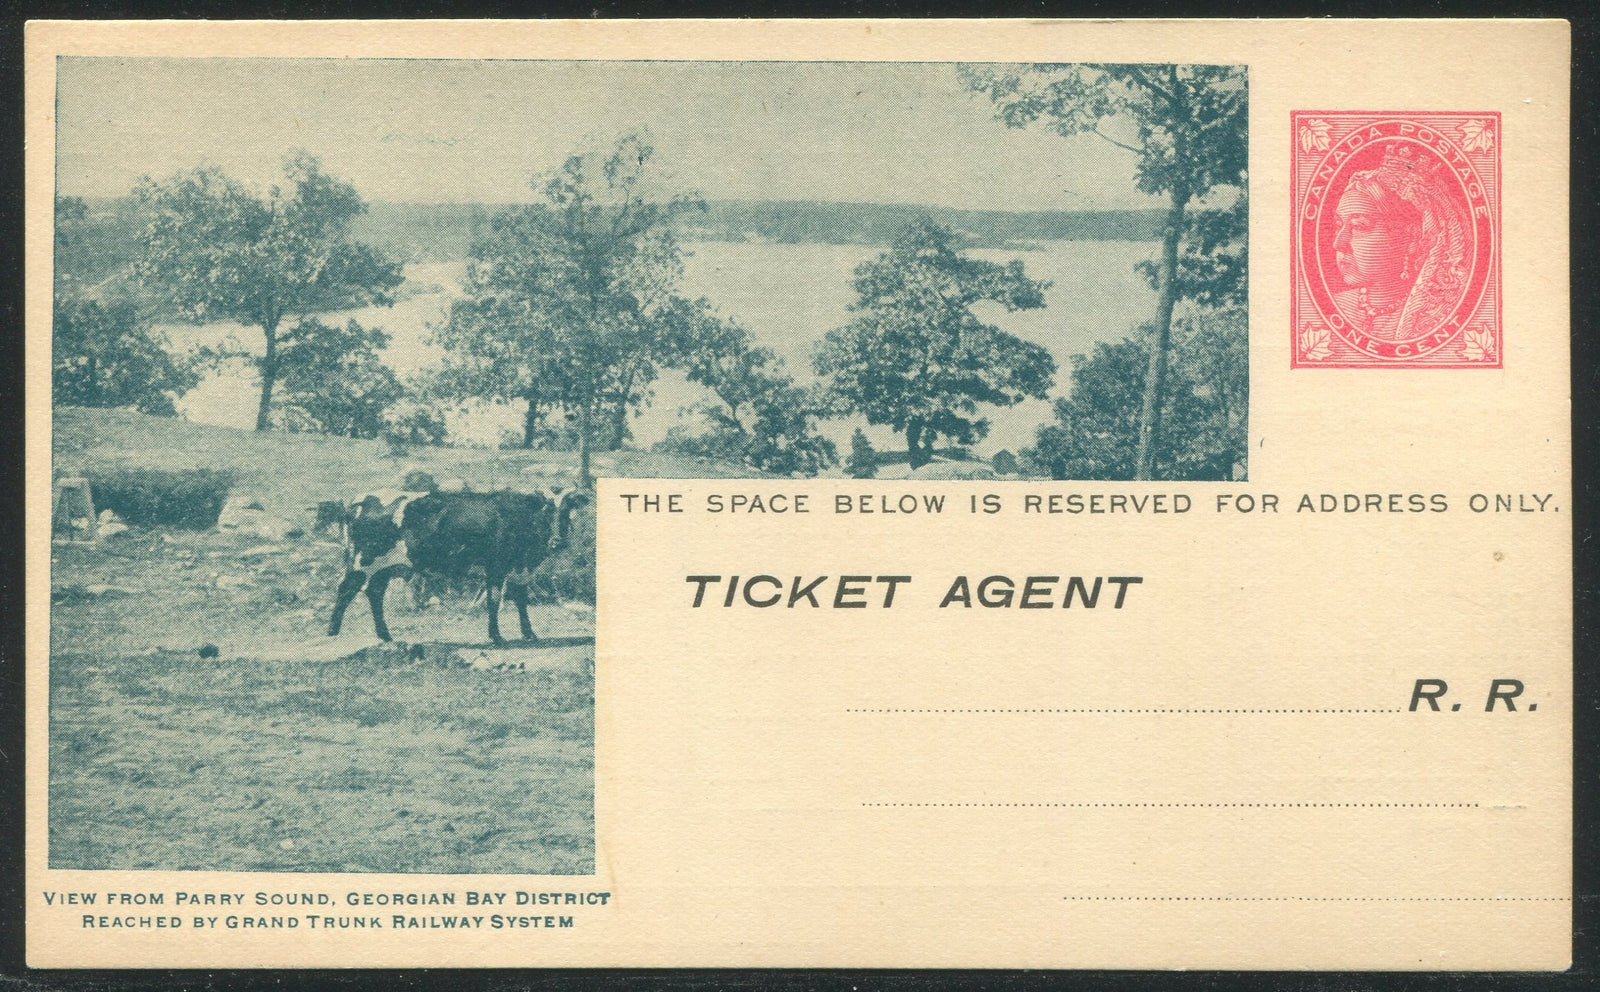 CANADA POSTAGE
ONE CENT
THE SPACE BELOW IS RESERVED FOR ADDRESS ONLY.
TICKET AGENT
R. R.
VIEW FROM PARRY SOUND, GEORGIAN BAY DISTRICT
REACHED BY GRAND TRUNK RAILWAY SYSTEM